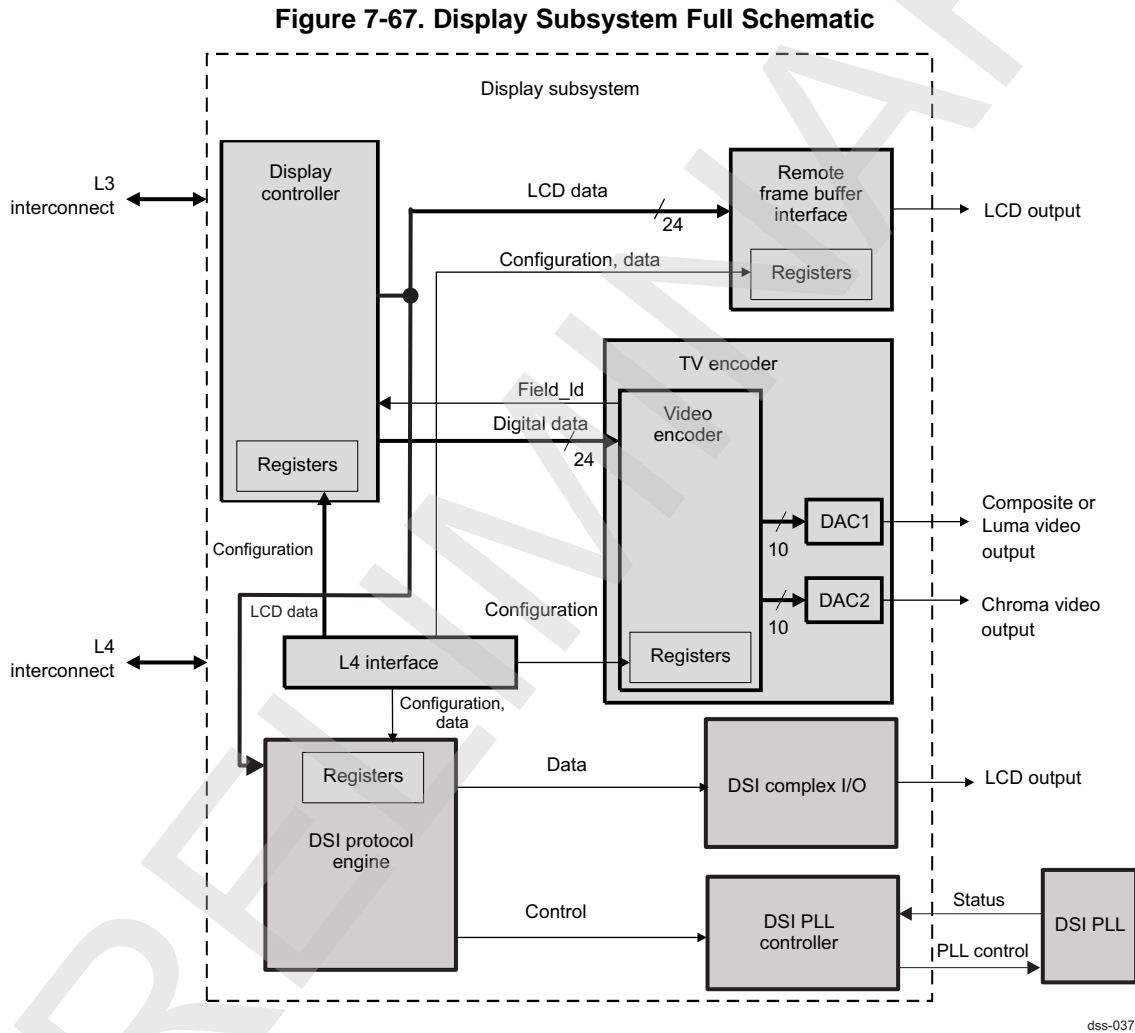 Figure 7-67. Display Subsystem Full Schematic
Display subsystem
Display
controller
Registers
L3
interconnect
LCD data
24
Remote
frame buffer
interface
Registers
LCD output
Configuration, data
TV encoder
Field_Id
Digital data
24
Video
encoder
Registers
10
DAC1
Composite or
Luma video
output
10
DAC2
Chroma video
output
Configuration
LCD data
Configuration
L4
interconnect
L4 interface
Configuration,
data
Registers
DSI protocol
engine
Data
DSI complex I/O
LCD output
Control
DSI PLL
controller
Status
PLL control
DSI PLL
dss-037
PRELIMINAR